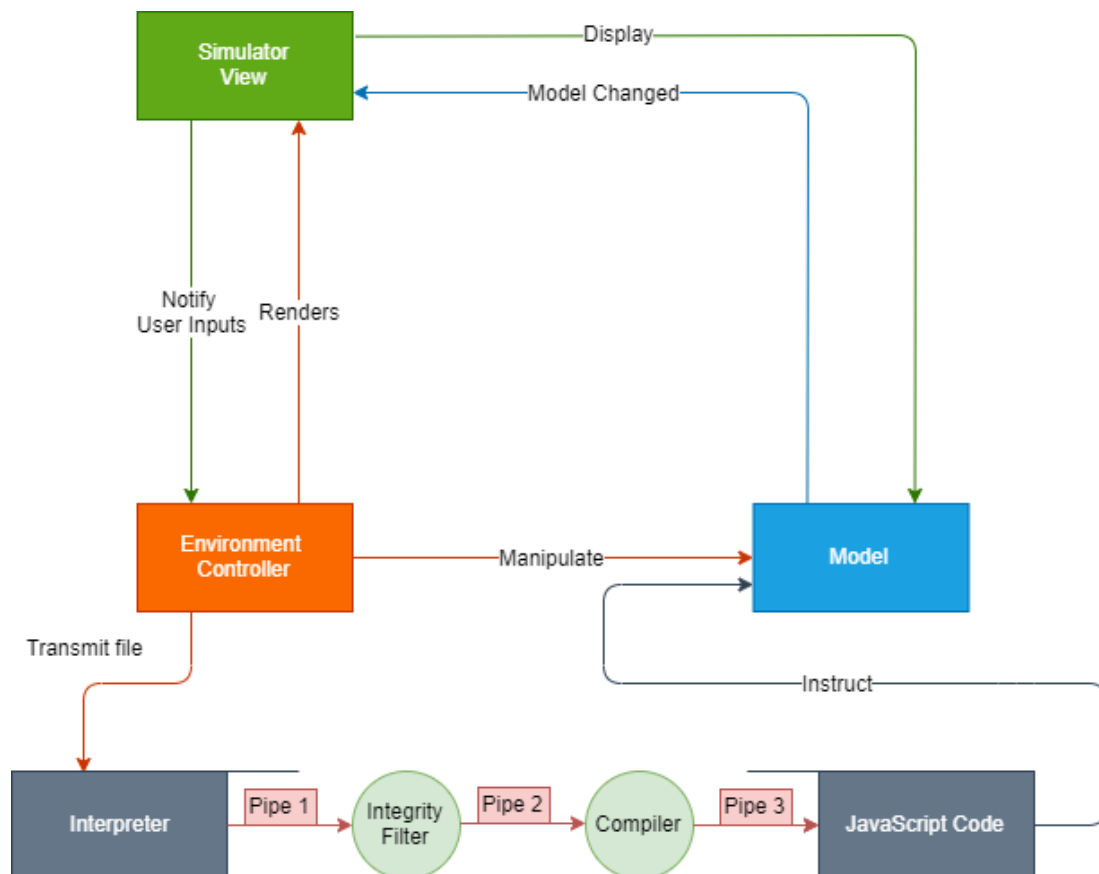 Simulator
View
Display
Model Changed
Notify
User Inputs
Renders
Environment
Controller
Manipulate
Model
Transmit file
Instruct
Interpreter
Pipe 1
Integrity
Filter
Pipe 2
Compiler
Pipe 3
JavaScript Code